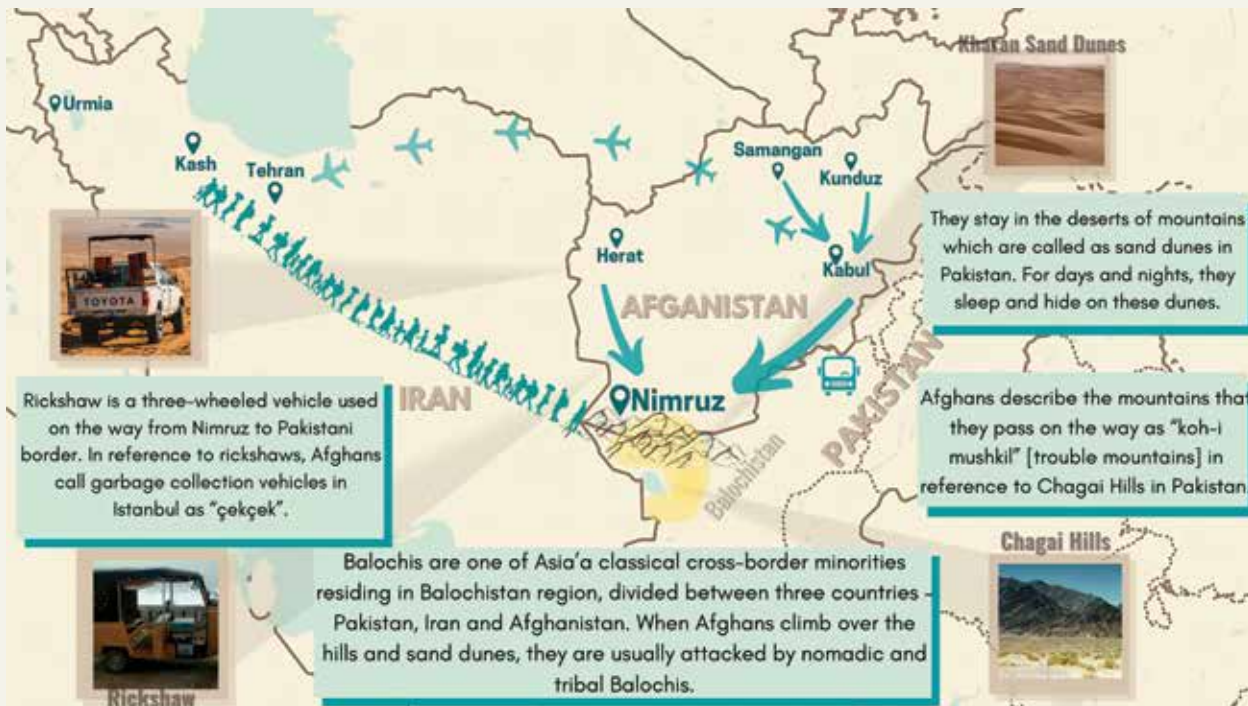 Kharan Sand Dunes
Urmia
Kash
Tehran
Samangan
Kunduz
Herat
Kabul
AFGANISTAN
They stay in the deserts of mountains
which are called as sand dunes in
Pakistan. For days and nights, they
sleep and hide on these dunes.
TOYOTA
IRAN
Nimruz
PAKISTAN
Balochistan
Rickshaw is a three-wheeled vehicle used
on the way from Nimruz to Pakistani
border. In reference to rickshaws, Afghans
call garbage collection vehicles in
Istanbul as “çekçek”.
Afghans describe the mountains that
they pass on the way as “koh-i
mushkil” [trouble mountains] in
reference to Chagai Hills in Pakistan.
Chagai Hills
Balochis are one of Asia’a classical cross-border minorities
residing in Balochistan region, divided between three countries -
Pakistan, Iran and Afghanistan. When Afghans climb over the
hills and sand dunes, they are usually attacked by nomadic and
tribal Balochis.
Rickshaw